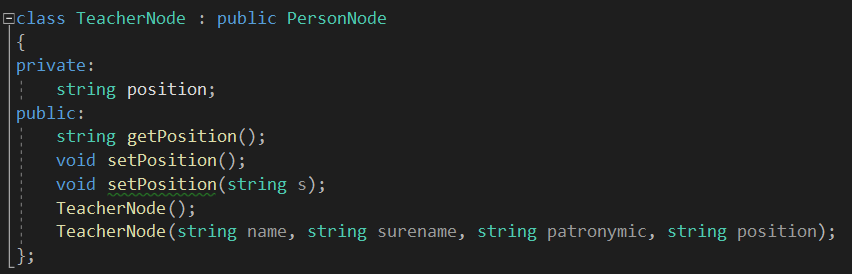 class TeacherNode : public PersonNode
{
private:
    string position;
public:
    string getPosition();
    void setPosition();
    void setPosition(string s);
    TeacherNode();
    TeacherNode(string name, string surename, string patronymic, string position);
};